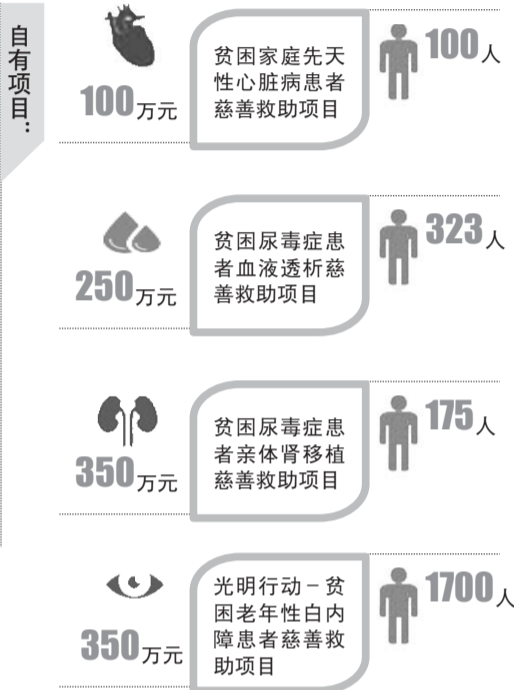 自有项目：
100万元
贫困家庭先天
性心脏病患者
慈善救助项目
100人
250万元
贫困尿毒症患
者血液透析慈
善救助项目
323人
350万元
贫困尿毒症患
者亲体肾移植
慈善救助项目
175人
350万元
光明行动－贫
困老年性白内
障患者慈善救
助项目
1700人